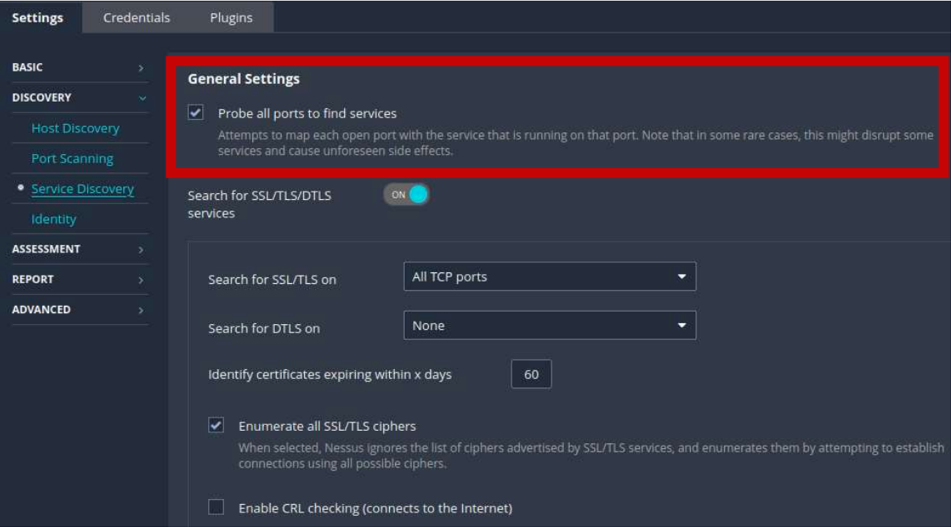 Settings
Credentials
Plugins
BASIC
DISCOVERY
Host Discovery
Port Scanning
Service Discovery
Identity
ASSESSMENT
REPORT
ADVANCED
General Settings
Probe all ports to find services
Attempts to map each open port with the service that is running on that port. Note that in some rare cases, this might disrupt some
services and cause unforeseen side effects.
Search for SSL/TLS/DTLS
services
ON
Search for SSL/TLS on
All TCP ports
Search for DTLS on
None
Identify certificates expiring within x days
60
Enumerate all SSL/TLS ciphers
When selected, Nessus ignores the list of ciphers advertised by SSL/TLS services, and enumerates them by attempting to establish
connections using all possible ciphers.
Enable CRL checking (connects to the Internet)